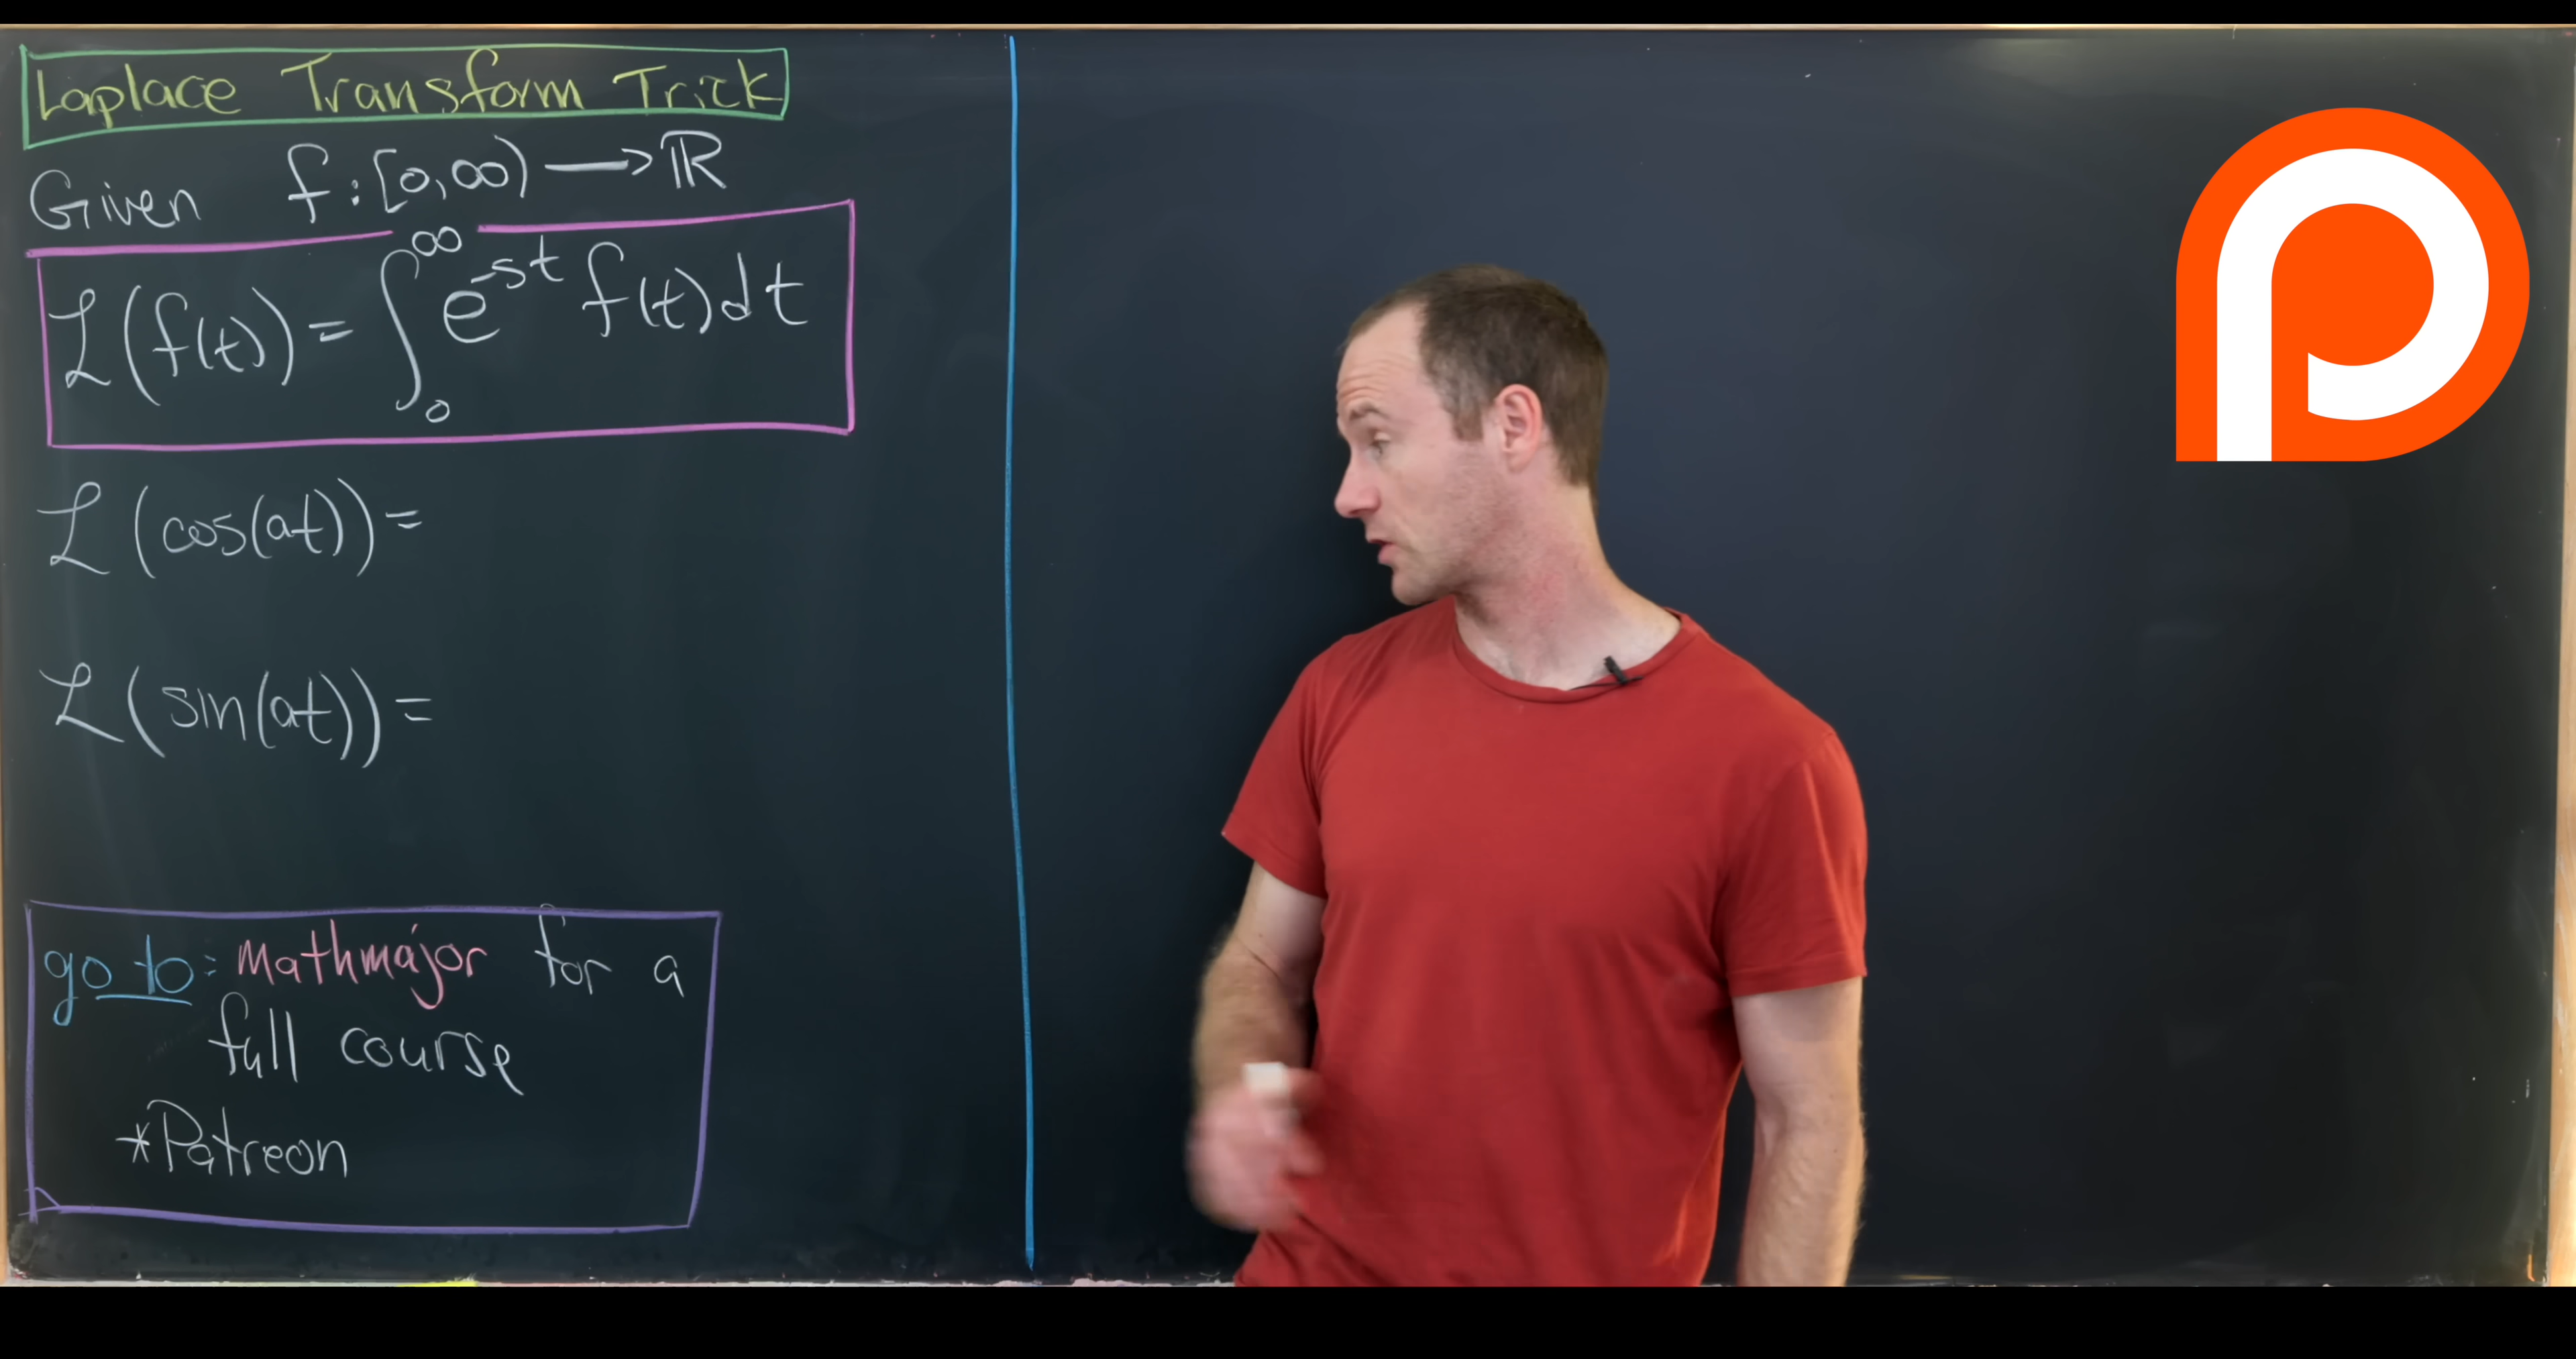 Laplace Transform Trick
Given f:[0,∞)⟶ℝ
ℒ(f(t))=∫₀^∞ e^{-st} f(t)dt
ℒ(cos(at))=
ℒ(sin(at))=
go to: Mathmajor for a
full course
*Patreon